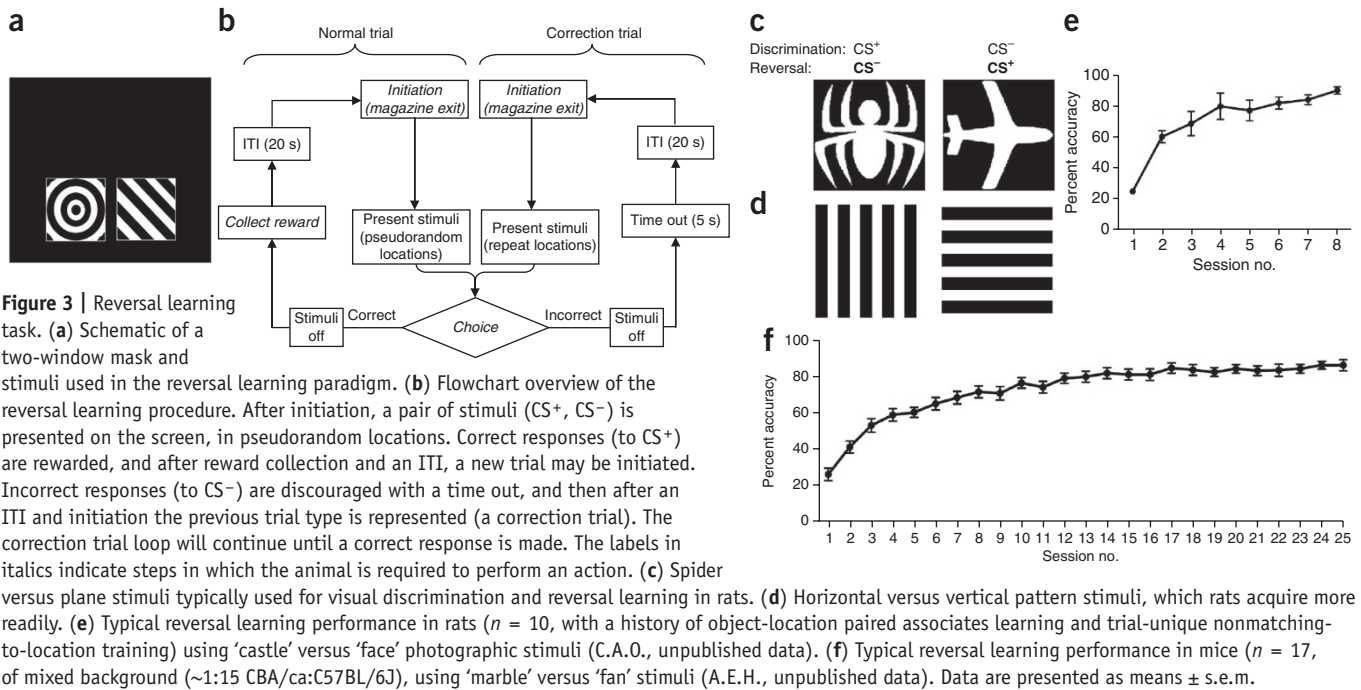 a
b
Normal trial
Correction trial
Initiation
(magazine exit)
Initiation
(magazine exit)
ITI (20 s)
ITI (20 s)
Collect reward
Present stimuli
(pseudorandom
locations)
Present stimuli
(repeat locations)
Time out (5 s)
Stimuli
off
Correct
Choice
Incorrect
Stimuli
off
c
Discrimination: CS⁺ CS⁻
Reversal: CS⁻ CS⁺
d
e
Percent accuracy
100
80
60
40
20
0
1 2 3 4 5 6 7 8
Session no.
f
Percent accuracy
100
80
60
40
20
0
1 2 3 4 5 6 7 8 9 10 11 12 13 14 15 16 17 18 19 20 21 22 23 24 25
Session no.
Figure 3 | Reversal learning
task. (a) Schematic of a
two-window mask and
stimuli used in the reversal learning paradigm. (b) Flowchart overview of the
reversal learning procedure. After initiation, a pair of stimuli (CS⁺, CS⁻) is
presented on the screen, in pseudorandom locations. Correct responses (to CS⁺)
are rewarded, and after reward collection and an ITI, a new trial may be initiated.
Incorrect responses (to CS⁻) are discouraged with a time out, and then after an
ITI and initiation the previous trial type is represented (a correction trial). The
correction trial loop will continue until a correct response is made. The labels in
italics indicate steps in which the animal is required to perform an action. (c) Spider
versus plane stimuli typically used for visual discrimination and reversal learning in rats. (d) Horizontal versus vertical pattern stimuli, which rats acquire more
readily. (e) Typical reversal learning performance in rats (n = 10, with a history of object-location paired associates learning and trial-unique nonmatching-
to-location training) using ‘castle’ versus ‘face’ photographic stimuli (C.A.O., unpublished data). (f) Typical reversal learning performance in mice (n = 17,
of mixed background (~1:15 CBA/ca:C57BL/6J), using ‘marble’ versus ‘fan’ stimuli (A.E.H., unpublished data). Data are presented as means ± s.e.m.